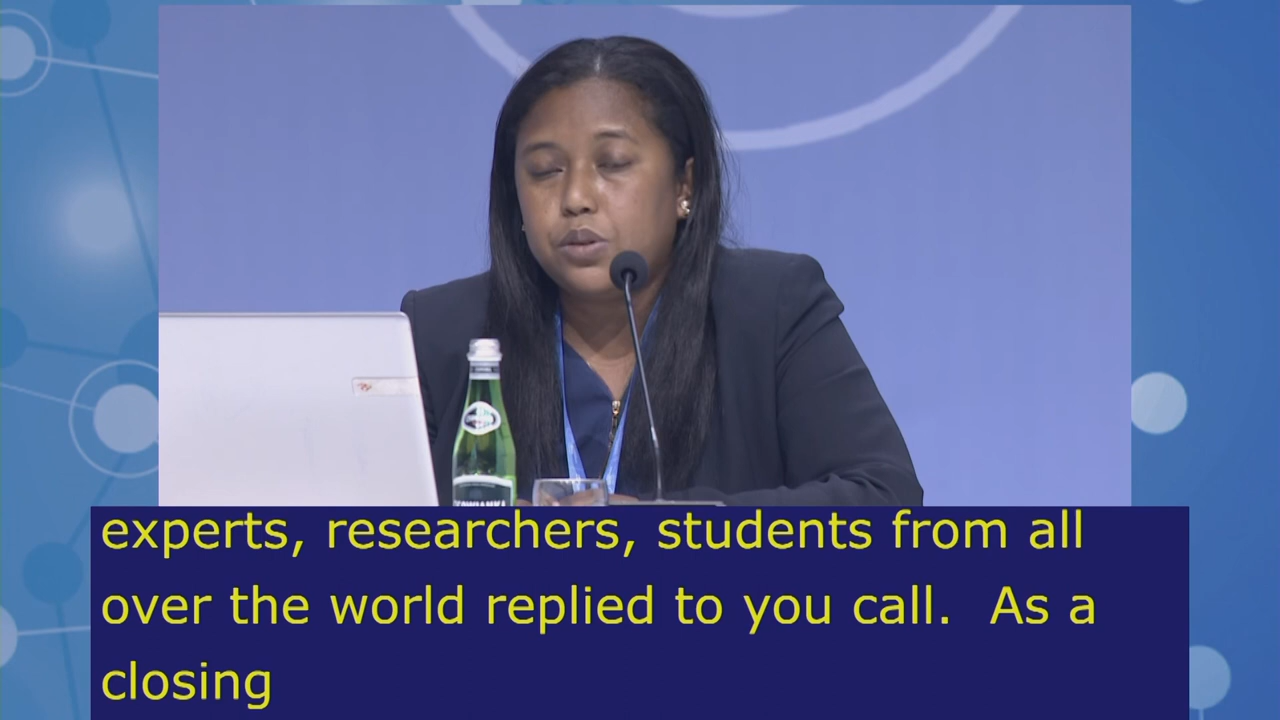 experts, researchers, students from all
over the world replied to you call.  As a
closing